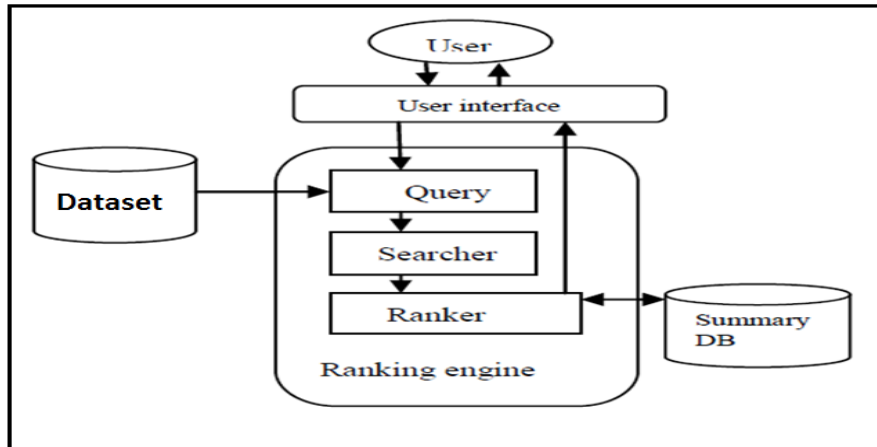 User
User interface
Dataset
Query
Searcher
Ranker
Summary
DB
Ranking engine